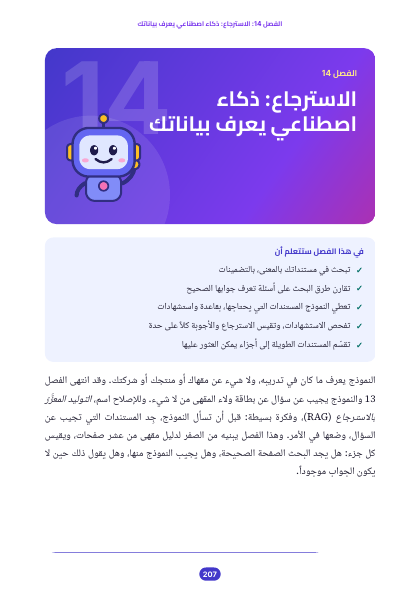 الفصل 14: الاسترجاع: ذكاء اصطناعي يعرف بياناتك
14
الفصل 14
الاسترجاع: ذكاء
اصطناعي يعرف بياناتك
في هذا الفصل ستتعلم أن
✓ تبحث في مستنداتك بالمعنى، بالتضمينات
✓ تقارن طرق البحث على أسئلة تعرف جوابها الصحيح
✓ تعطي النموذج المستندات التي يحتاجها، بقاعدة واستشهادات
✓ تفحص الاستشهادات، وتقيس الاسترجاع والأجوبة كلاً على حدة
✓ تقسّم المستندات الطويلة إلى أجزاء يمكن العثور عليها
النموذج يعرف ما كان في تدريبه، ولا شيء عن مقهاك أو منتجك أو شركتك. وقد انتهى الفصل
13 والنموذج يجيب عن سؤال عن بطاقة ولاء المقهى من لا شيء. وللإصلاح اسم، التوليد المعزَّز
بالاسترجاع (RAG)، وفكرة بسيطة: قبل أن تسأل النموذج، جِد المستندات التي تجيب عن
السؤال، وضعها في الأمر. وهذا الفصل يبنيه من الصفر لدليل مقهى من عشر صفحات، ويقيس
كل جزء: هل يجد البحث الصفحة الصحيحة، وهل يجيب النموذج منها، وهل يقول ذلك حين لا
يكون الجواب موجوداً.
207